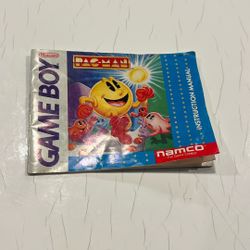 Nintendo
GAME BOY
PAC-MAN
INSTRUCTION MANUAL
namco